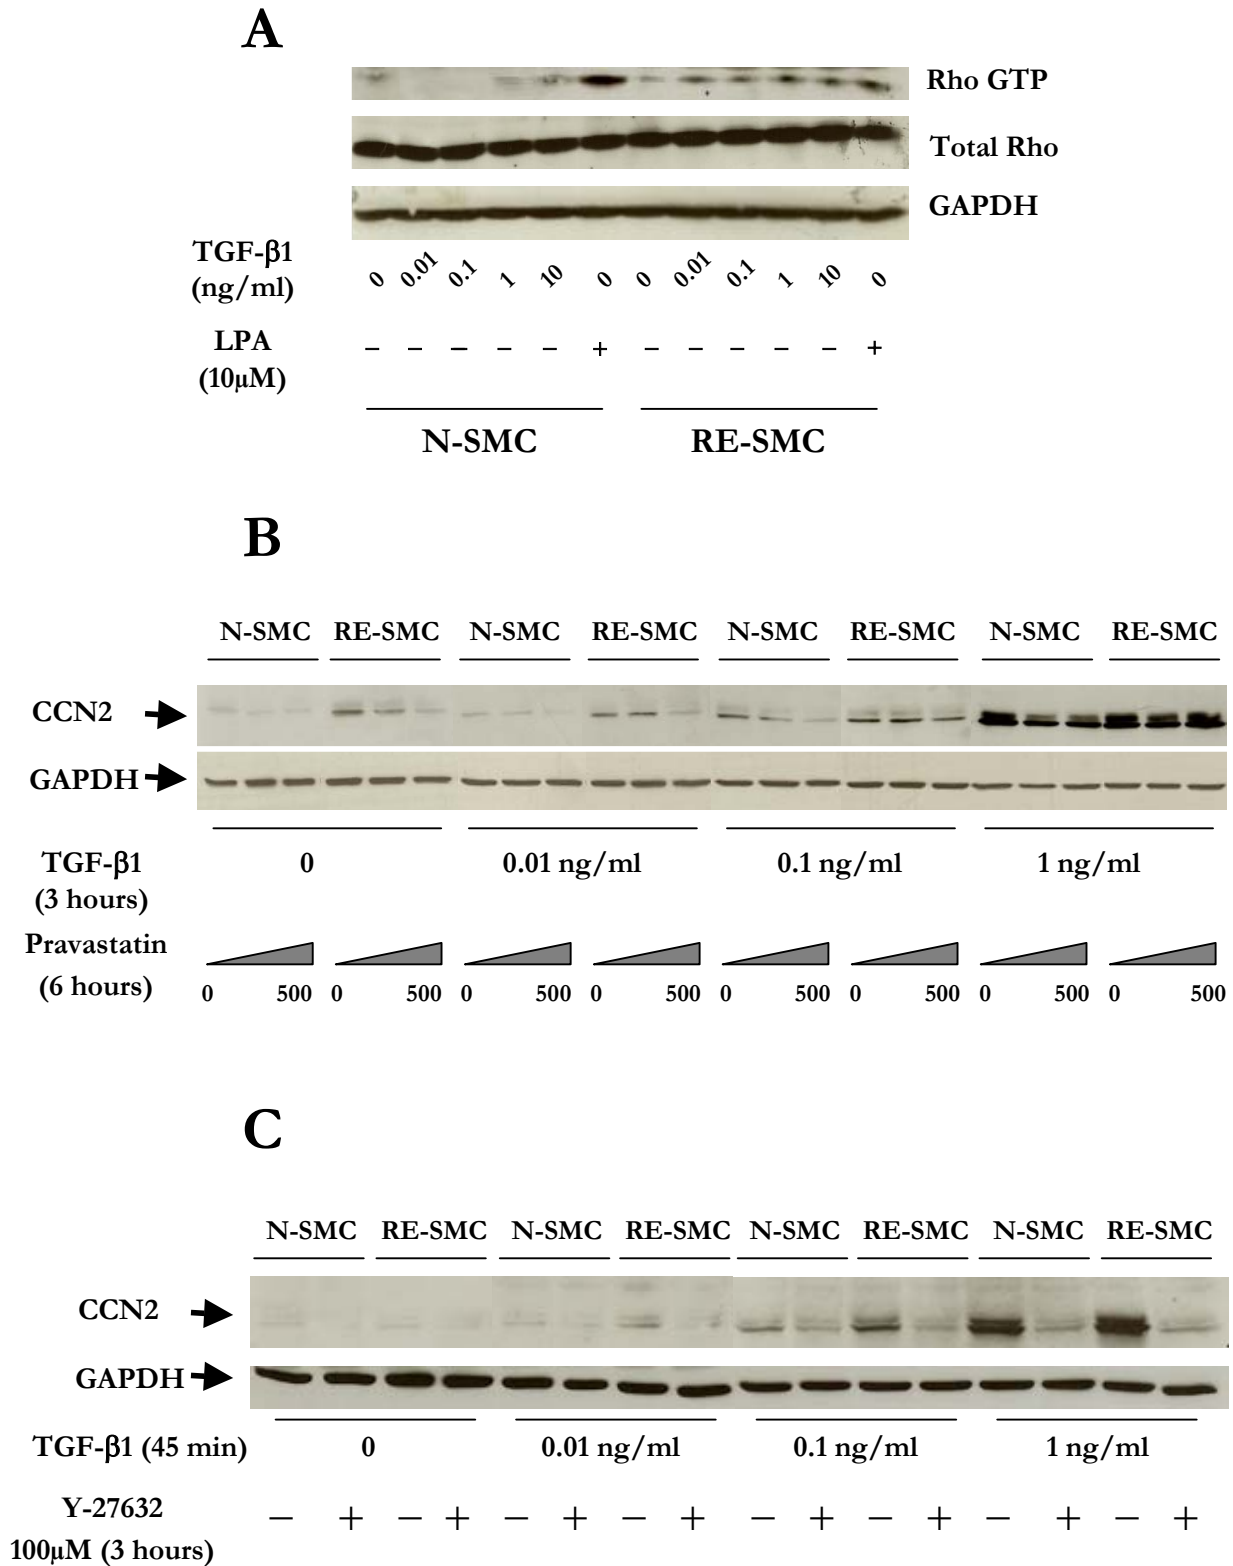 A
Rho GTP
Total Rho
GAPDH
TGF-β1
(ng/ml)
0 0.01 0.1 1 10 0 0 0.01 0.1 1 10 0
LPA
(10μM)
– – – – – + – – – – – +
N-SMC RE-SMC
B
N-SMC RE-SMC N-SMC RE-SMC N-SMC RE-SMC N-SMC RE-SMC
CCN2
GAPDH
TGF-β1
(3 hours)
0 0.01 ng/ml 0.1 ng/ml 1 ng/ml
Pravastatin
(6 hours)
0 500 0 500 0 500 0 500 0 500 0 500 0 500 0 500
C
N-SMC RE-SMC N-SMC RE-SMC N-SMC RE-SMC N-SMC RE-SMC
CCN2
GAPDH
TGF-β1 (45 min) 0 0.01 ng/ml 0.1 ng/ml 1 ng/ml
Y-27632
100μM (3 hours)
– + – + – + – + – + – + – + – +